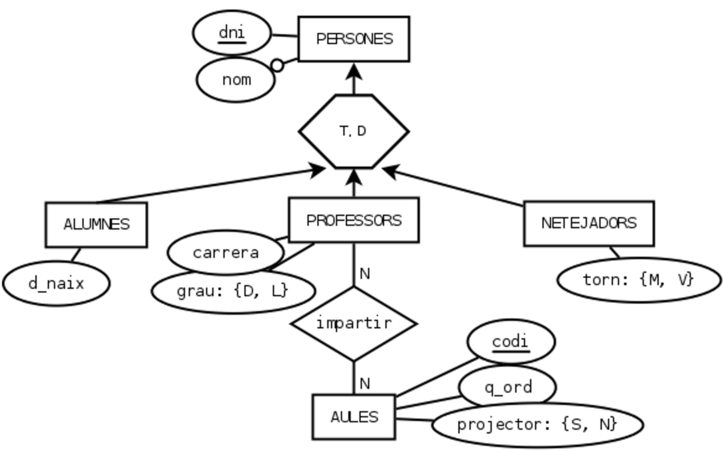 dni
PERSONES
nom
T, D
ALUMNES
PROFESSORS
NETEJADORS
carrera
d_naix
grau: {D, L}
torn: {M, V}
N
impartir
codi
N
q_ord
AULES
projector: {S, N}